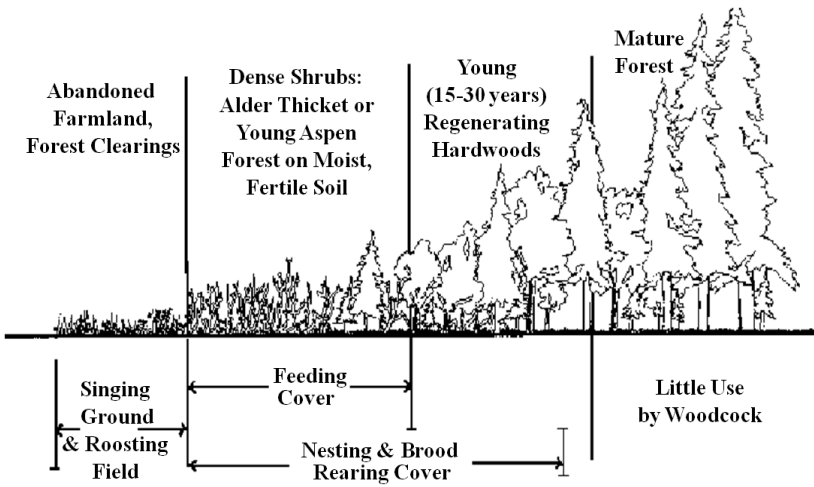 Abandoned
Farmland,
Forest Clearings
Dense Shrubs:
Alder Thicket or
Young Aspen
Forest on Moist,
Fertile Soil
Young
(15-30 years)
Regenerating
Hardwoods
Mature
Forest
Singing
Ground
& Roosting
Field
Feeding
Cover
Nesting & Brood
Rearing Cover
Little Use
by Woodcock